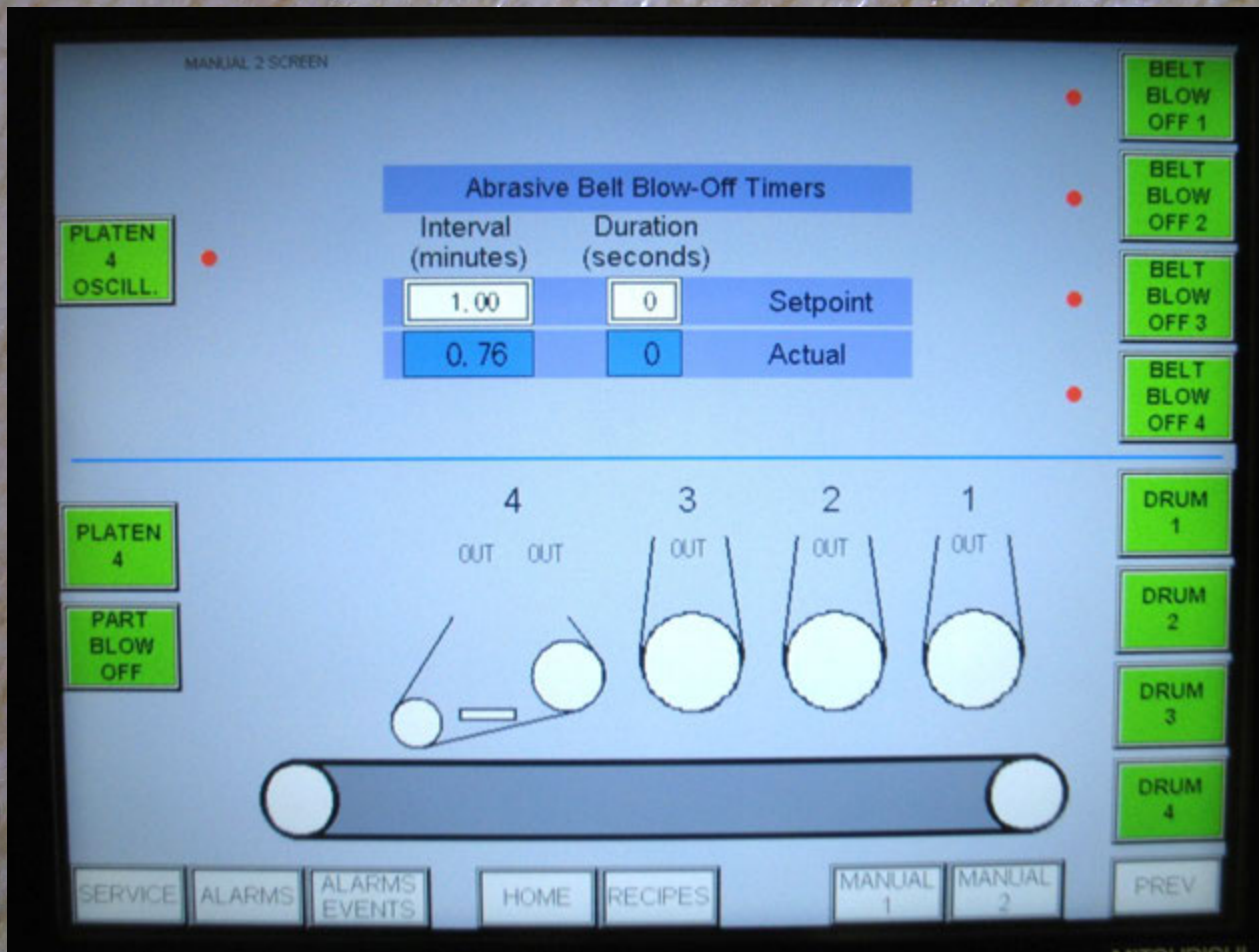 MANUAL 2 SCREEN
BELT
BLOW
OFF 1
BELT
BLOW
OFF 2
BELT
BLOW
OFF 3
BELT
BLOW
OFF 4
PLATEN
4
OSCILL.
Abrasive Belt Blow-Off Timers
Interval Duration
(minutes) (seconds)
1.00 0 Setpoint
0.76 0 Actual
4 3 2 1
OUT OUT OUT OUT OUT
PLATEN
4
PART
BLOW
OFF
DRUM
1
DRUM
2
DRUM
3
DRUM
4
SERVICE
ALARMS
ALARMS
EVENTS
HOME
RECIPES
MANUAL
1
MANUAL
2
PREV